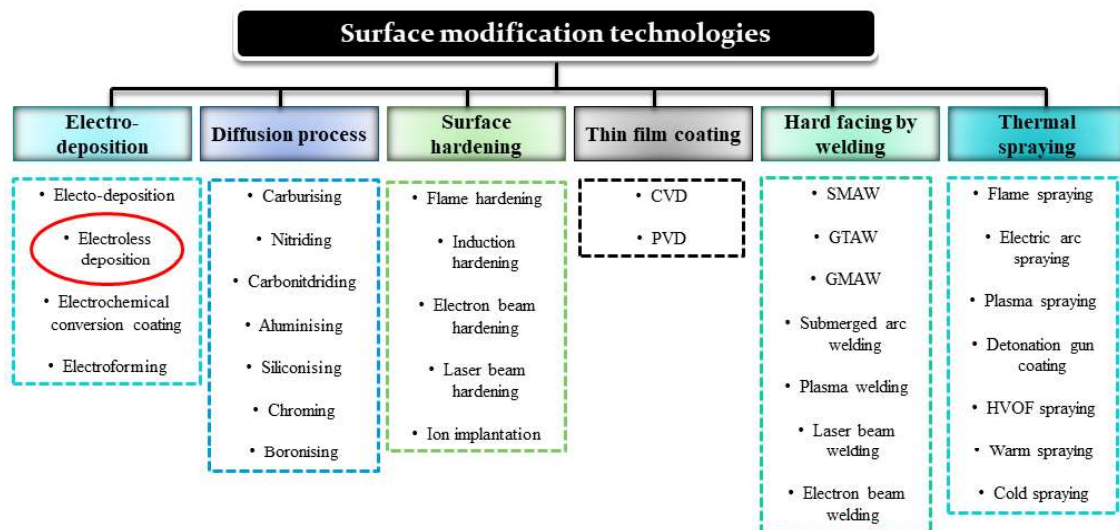 Surface modification technologies
Electro-
deposition
• Electo-deposition
• Electroless
deposition
• Electrochemical
conversion coating
• Electroforming
Diffusion process
• Carburising
• Nitriding
• Carbonitdriding
• Aluminising
• Siliconising
• Chroming
• Boronising
Surface
hardening
• Flame hardening
• Induction
hardening
• Electron beam
hardening
• Laser beam
hardening
• Ion implantation
Thin film coating
• CVD
• PVD
Hard facing by
welding
• SMAW
• GTAW
• GMAW
• Submerged arc
welding
• Plasma welding
• Laser beam
welding
• Electron beam
welding
Thermal
spraying
• Flame spraying
• Electric arc
spraying
• Plasma spraying
• Detonation gun
coating
• HVOF spraying
• Warm spraying
• Cold spraying